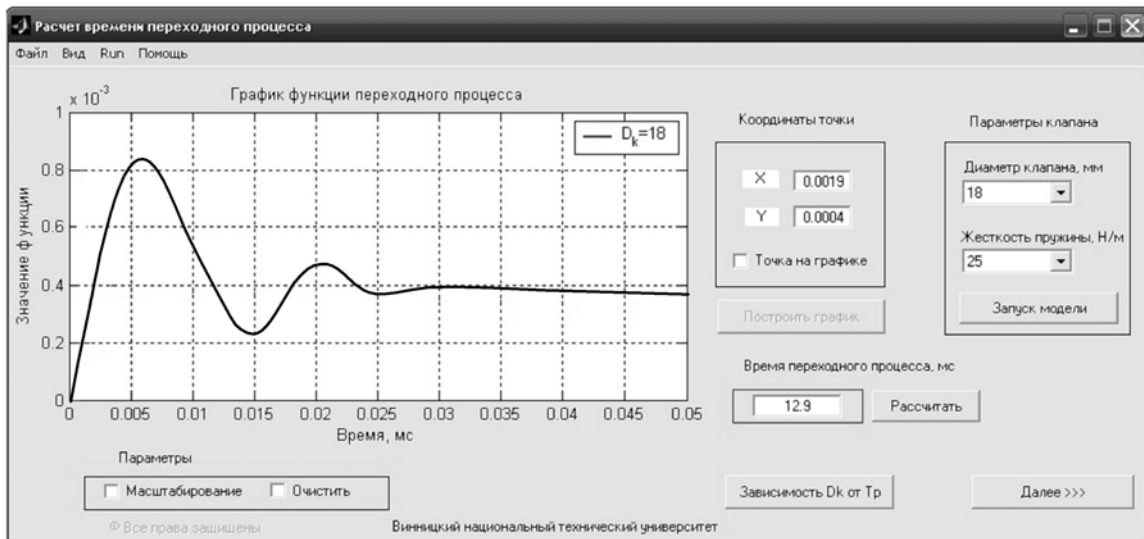 Расчет времени переходного процесса
Файл Вид Run Помощь
x 10-3
График функции переходного процесса
Dk=18
Значение функции
1
0.8
0.6
0.4
0.2
0
0 0.005 0.01 0.015 0.02 0.025 0.03 0.035 0.04 0.045 0.05
Время, мс
Координаты точки
X 0.0019
Y 0.0004
Точка на графике
Построить график
Параметры клапана
Диаметр клапана, мм
18
Жесткость пружины, Н/м
25
Запуск модели
Время переходного процесса, мс
12.9 Рассчитать
Параметры
Масштабирование Очистить
Зависимость Dk от Tp Далее >>>
© Все права защищены Винницкий национальный технический университет